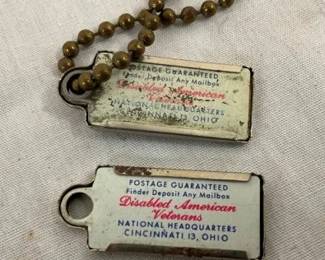 POSTAGE GUARANTEED
Finder Deposit Any Mailbox
Disabled American
Veterans
NATIONAL HEADQUARTERS
CINCINNATI 13, OHIO
POSTAGE GUARANTEED
Finder Deposit Any Mailbox
Disabled American
Veterans
NATIONAL HEADQUARTERS
CINCINNATI 13, OHIO